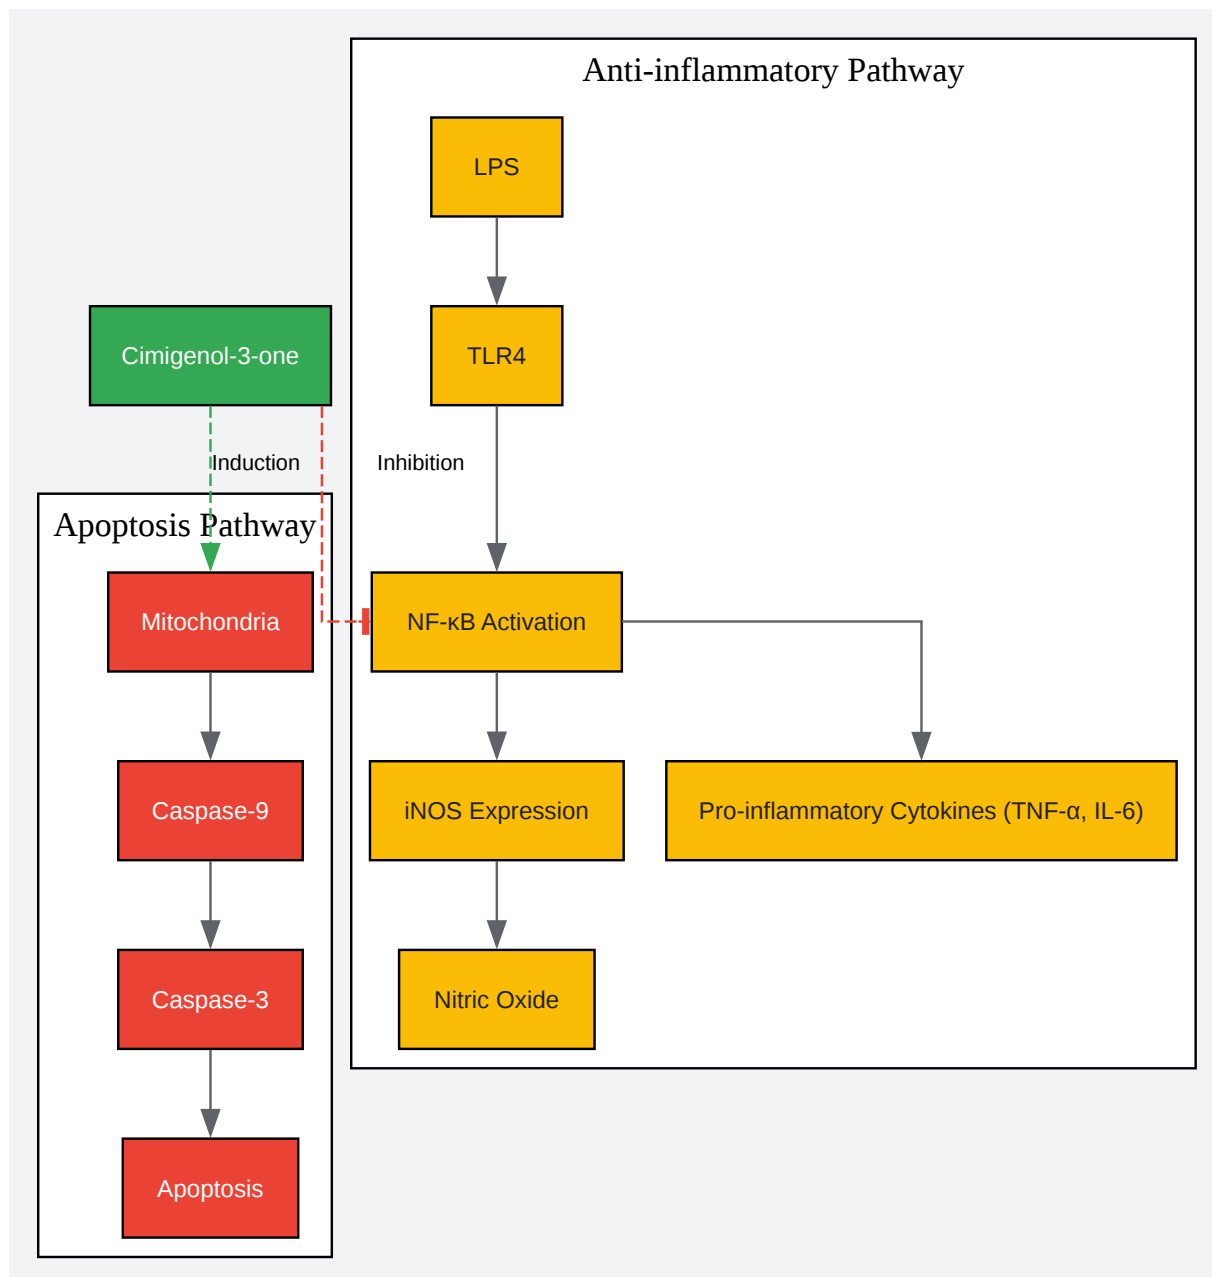 Anti-inflammatory Pathway
LPS
TLR4
Cimigenol-3-one
Induction
Inhibition
Apoptosis Pathway
Mitochondria
NF-κB Activation
Caspase-9
iNOS Expression
Pro-inflammatory Cytokines (TNF-α, IL-6)
Caspase-3
Nitric Oxide
Apoptosis